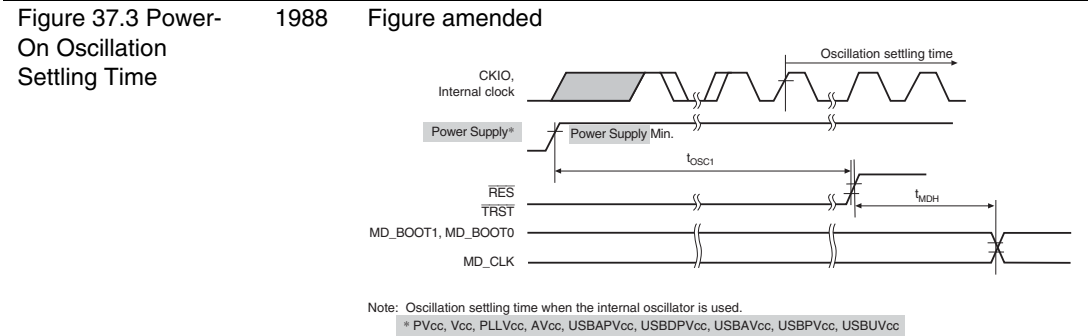 Figure 37.3 Power-On Oscillation Settling Time
1988
Figure amended
Oscillation settling time
CKIO,
Internal clock
Power Supply*
Power Supply Min.
tOSC1
RES
TRST
tMDH
MD_BOOT1, MD_BOOT0
MD_CLK
Note: Oscillation settling time when the internal oscillator is used.
* PVcc, Vcc, PLLVcc, AVcc, USBAPVcc, USBDPVcc, USBAVcc, USBPVcc, USBUVcc